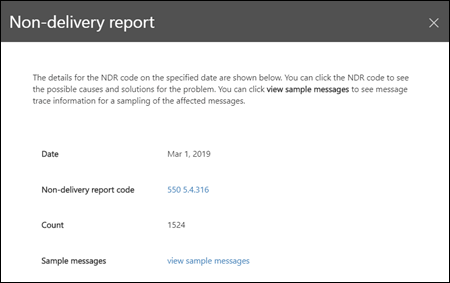 Non-delivery report
The details for the NDR code on the specified date are shown below. You can click the NDR code to see
the possible causes and solutions for the problem. You can click view sample messages to see message
trace information for a sampling of the affected messages.
Date Mar 1, 2019
Non-delivery report code 550 5.4.316
Count 1524
Sample messages view sample messages